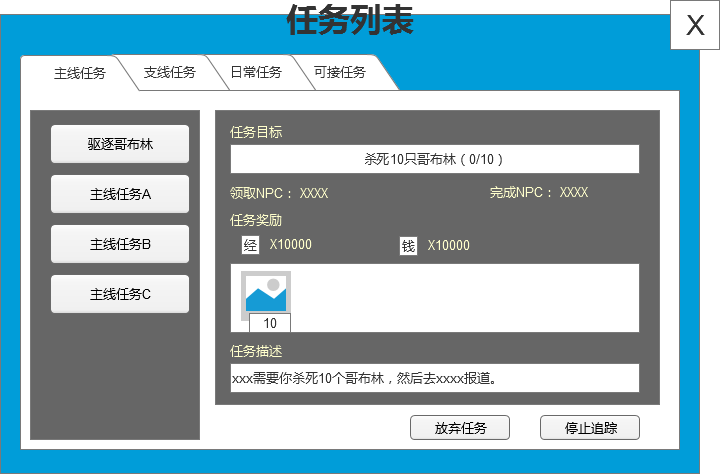 任务列表
X
主线任务 支线任务 日常任务 可接任务
驱逐哥布林
主线任务A
主线任务B
主线任务C
任务目标
杀死10只哥布林（0/10）
领取NPC： XXXX 完成NPC： XXXX
任务奖励
经 X10000 钱 X10000
10
任务描述
xxx需要你杀死10个哥布林，然后去xxxx报道。
放弃任务 停止追踪